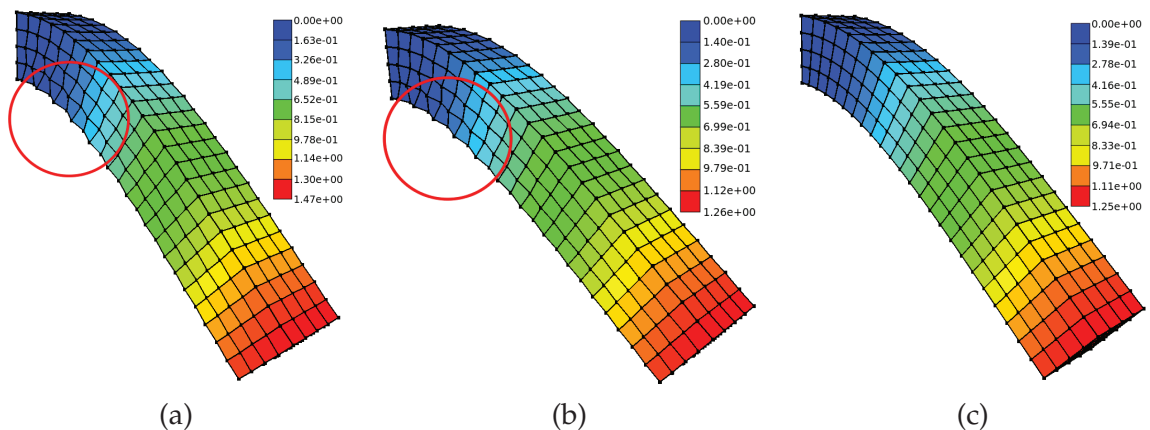 0.00e+00
1.63e-01
3.26e-01
4.89e-01
6.52e-01
8.15e-01
9.78e-01
1.14e+00
1.30e+00
1.47e+00
(a)
0.00e+00
1.40e-01
2.80e-01
4.19e-01
5.59e-01
6.99e-01
8.39e-01
9.79e-01
1.12e+00
1.26e+00
(b)
0.00e+00
1.39e-01
2.78e-01
4.16e-01
5.55e-01
6.94e-01
8.33e-01
9.71e-01
1.11e+00
1.25e+00
(c)